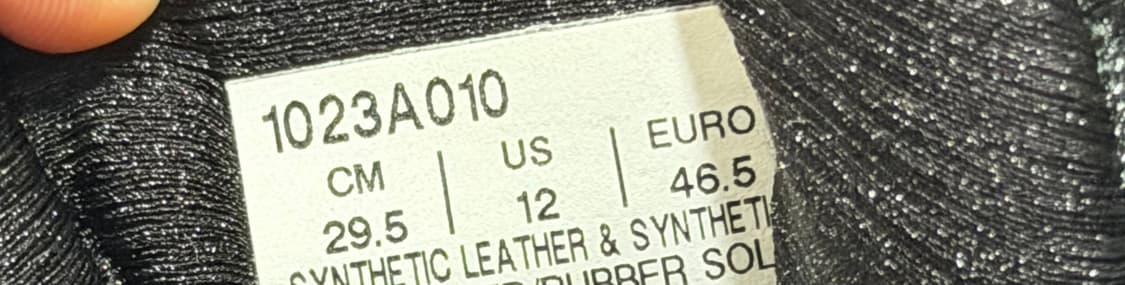 1023A010
CM | US | EURO
29.5 | 12 | 46.5
SYNTHETIC LEATHER & SYNTHETI
/RUBBER SOL